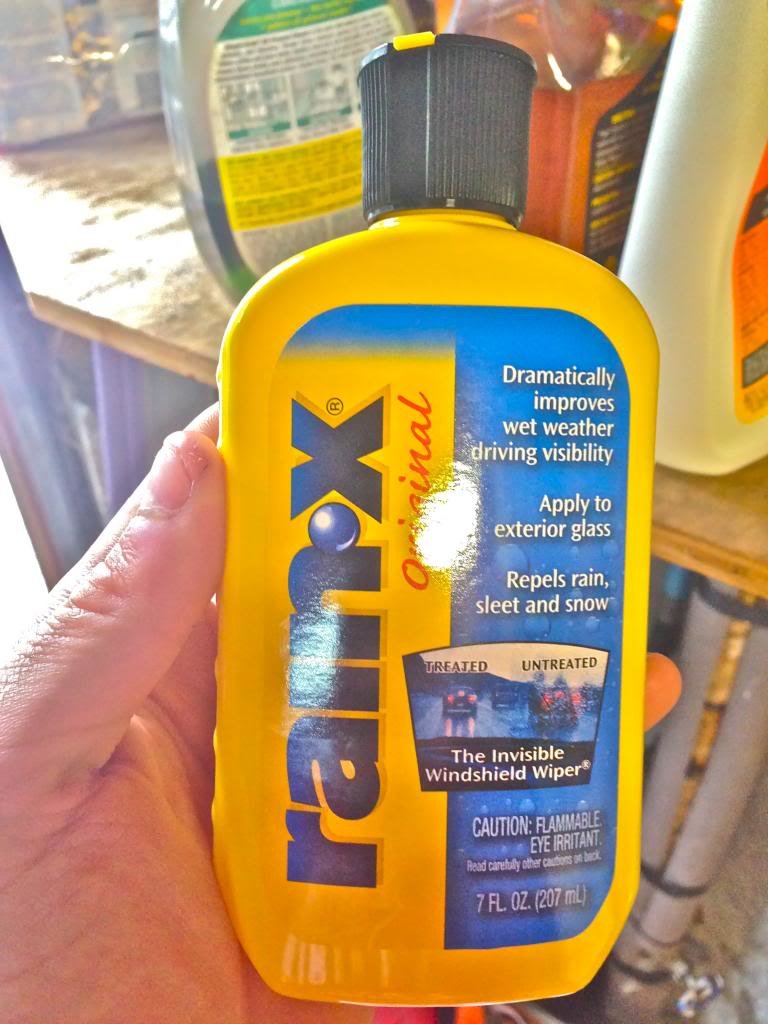 rain·x®
Original
Dramatically
improves
wet weather
driving visibility
Apply to
exterior glass
Repels rain,
sleet and snow
TREATED UNTREATED
The Invisible
Windshield Wiper®
CAUTION: FLAMMABLE.
EYE IRRITANT.
Read carefully other cautions on back.
7 FL. OZ. (207 mL)